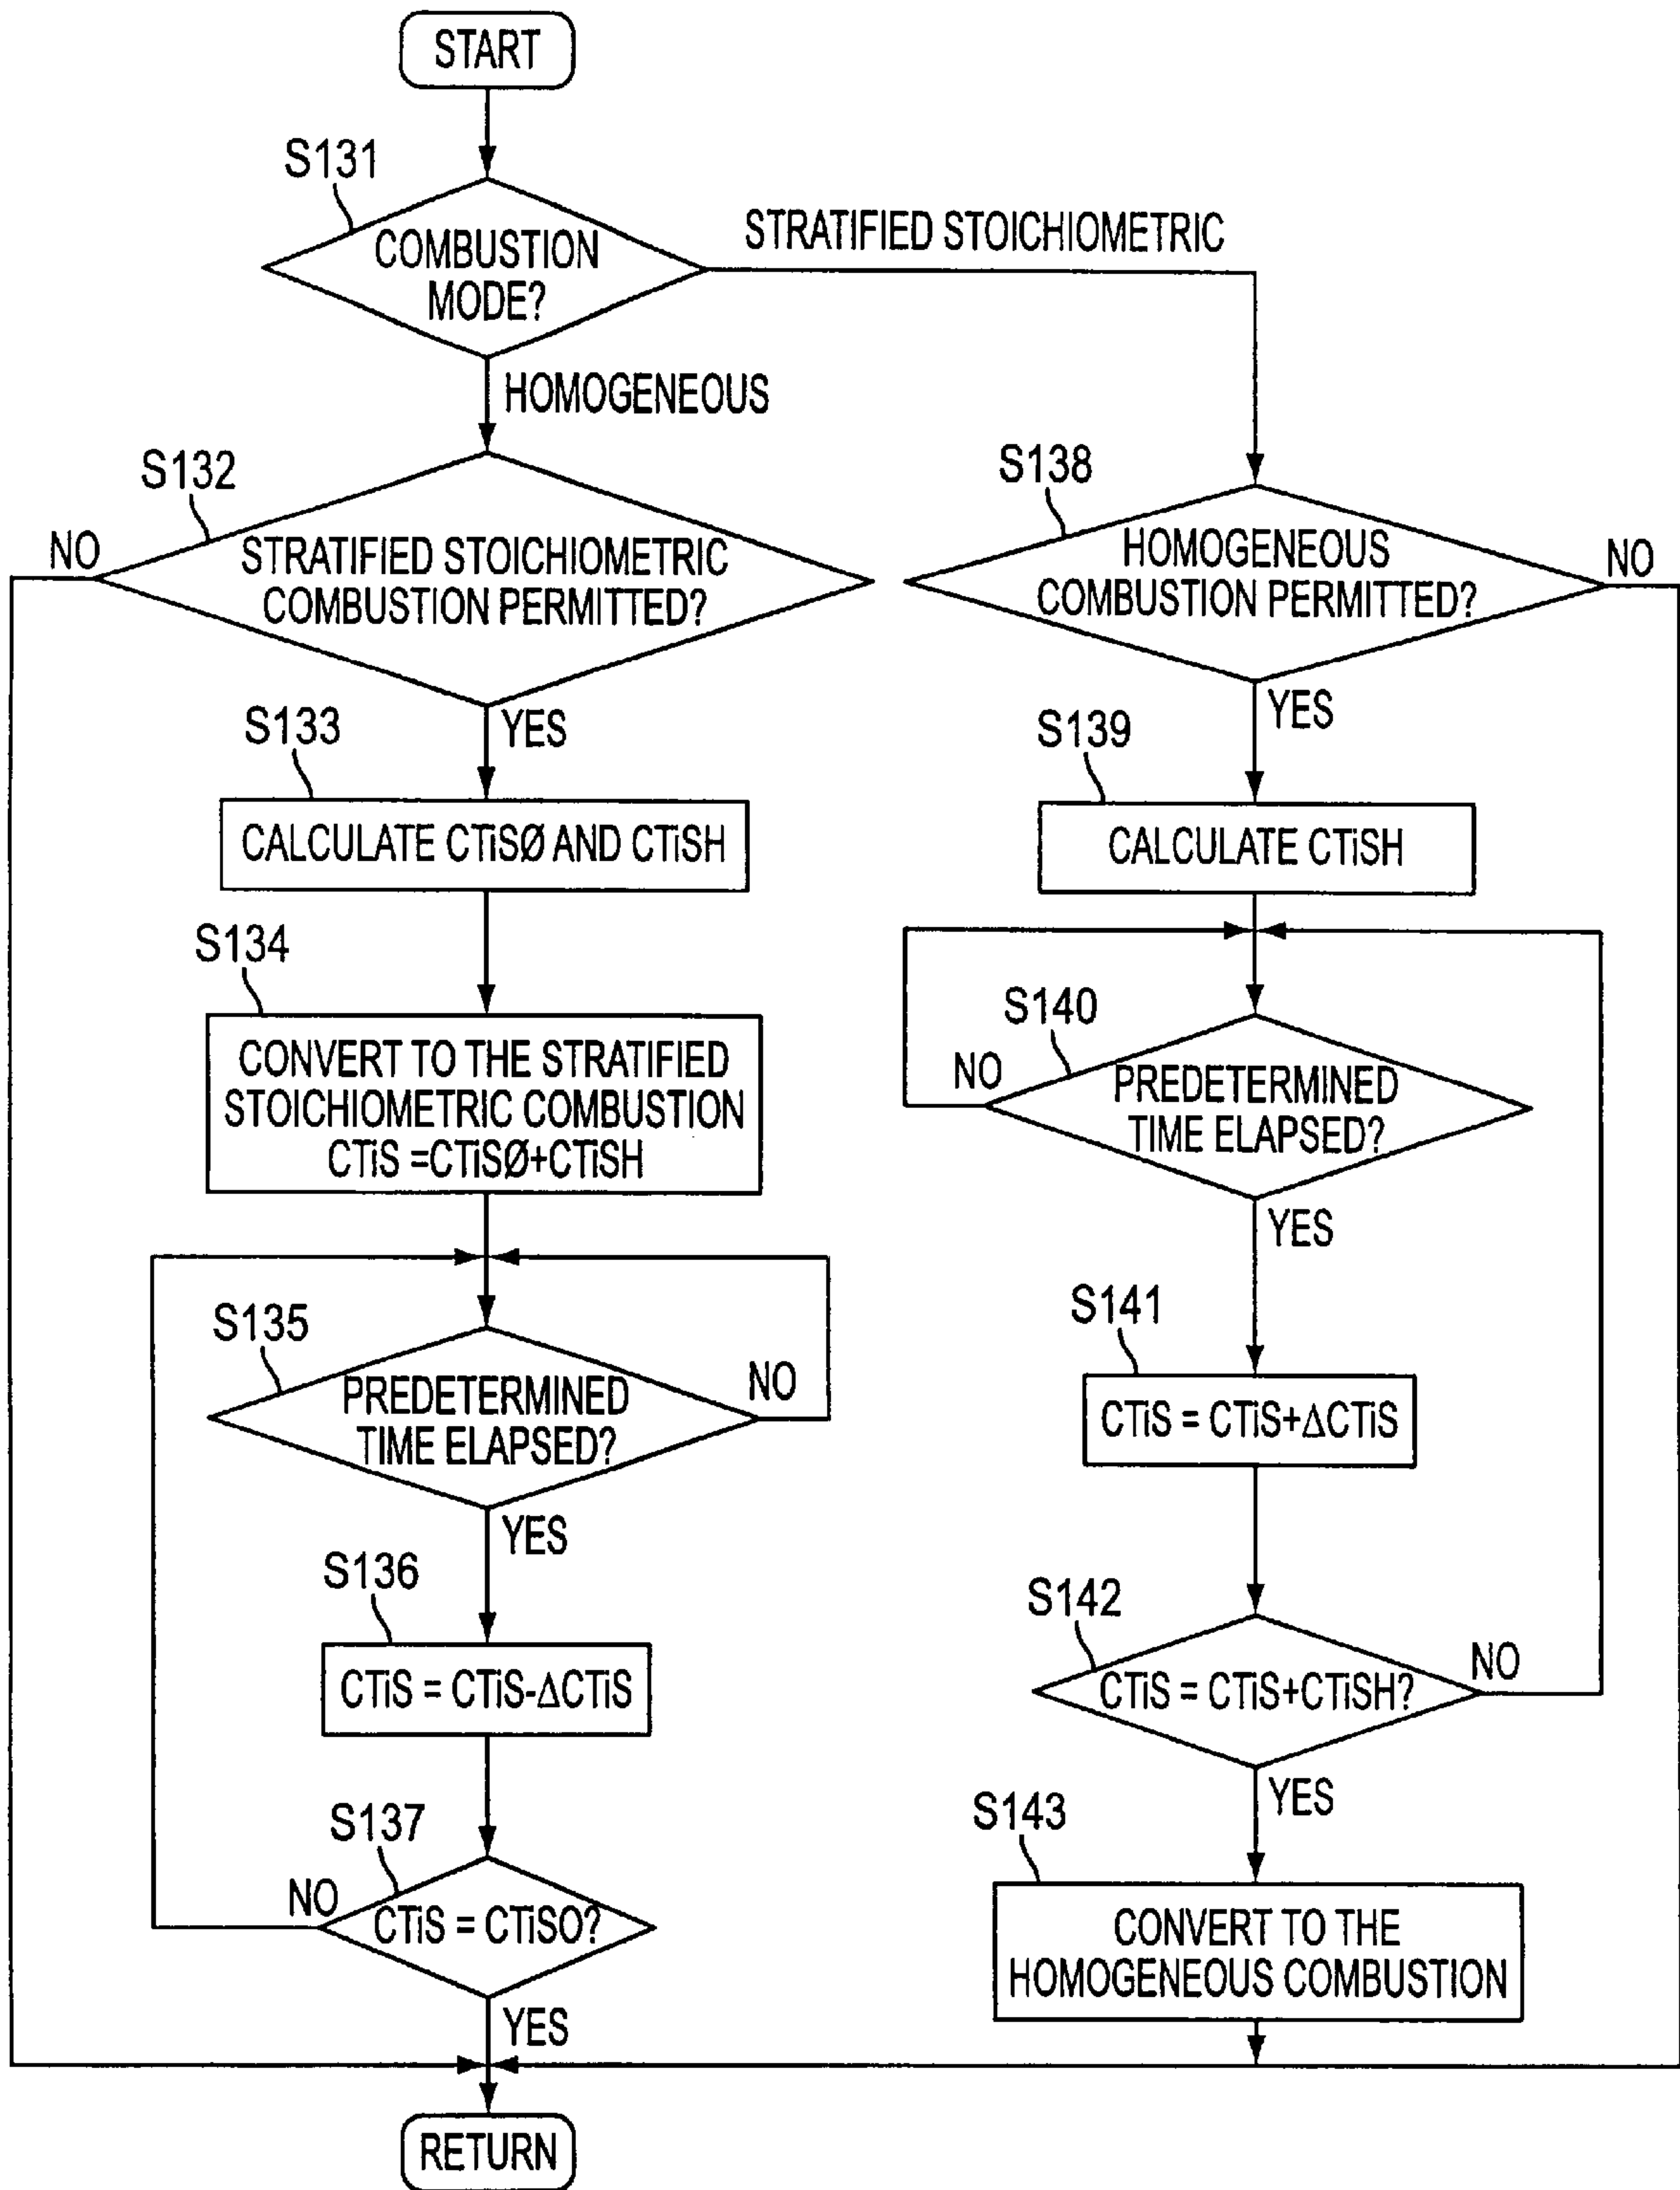 START
S131
COMBUSTION
MODE?
STRATIFIED STOICHIOMETRIC
HOMOGENEOUS
S132
NO
STRATIFIED STOICHIOMETRIC
COMBUSTION PERMITTED?
YES
S133
CALCULATE CTiSØ AND CTiSH
S134
CONVERT TO THE STRATIFIED
STOICHIOMETRIC COMBUSTION
CTiS =CTiSØ+CTiSH
S135
PREDETERMINED
TIME ELAPSED?
NO
YES
S136
CTiS = CTiS-ΔCTiS
S137
NO
CTiS = CTiSO?
YES
RETURN
S138
HOMOGENEOUS
COMBUSTION PERMITTED?
NO
YES
S139
CALCULATE CTiSH
S140
NO
PREDETERMINED
TIME ELAPSED?
YES
S141
CTiS = CTiS+ΔCTiS
S142
CTiS = CTiS+CTiSH?
NO
YES
S143
CONVERT TO THE
HOMOGENEOUS COMBUSTION